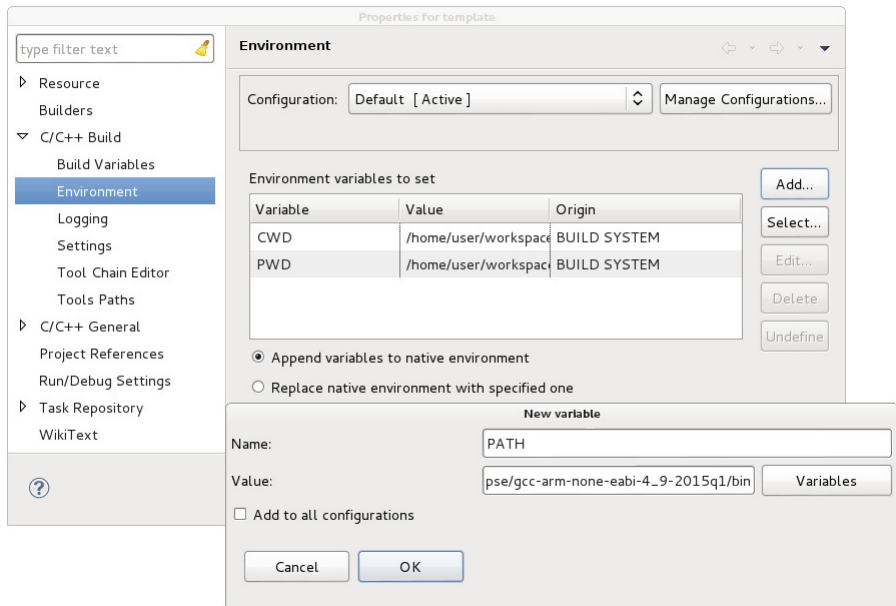 Properties for template
type filter text
Environment
Resource
Builders
C/C++ Build
Build Variables
Environment
Logging
Settings
Tool Chain Editor
Tools Paths
C/C++ General
Project References
Run/Debug Settings
Task Repository
WikiText
Configuration: Default [ Active ] Manage Configurations...
Environment variables to set
Add...
Select...
Edit...
Delete
Undefine
Variable Value Origin
CWD /home/user/workspace BUILD SYSTEM
PWD /home/user/workspace BUILD SYSTEM
Append variables to native environment
Replace native environment with specified one
New variable
Name: PATH
Value: pse/gcc-arm-none-eabi-4_9-2015q1/bin Variables
Add to all configurations
Cancel OK
?